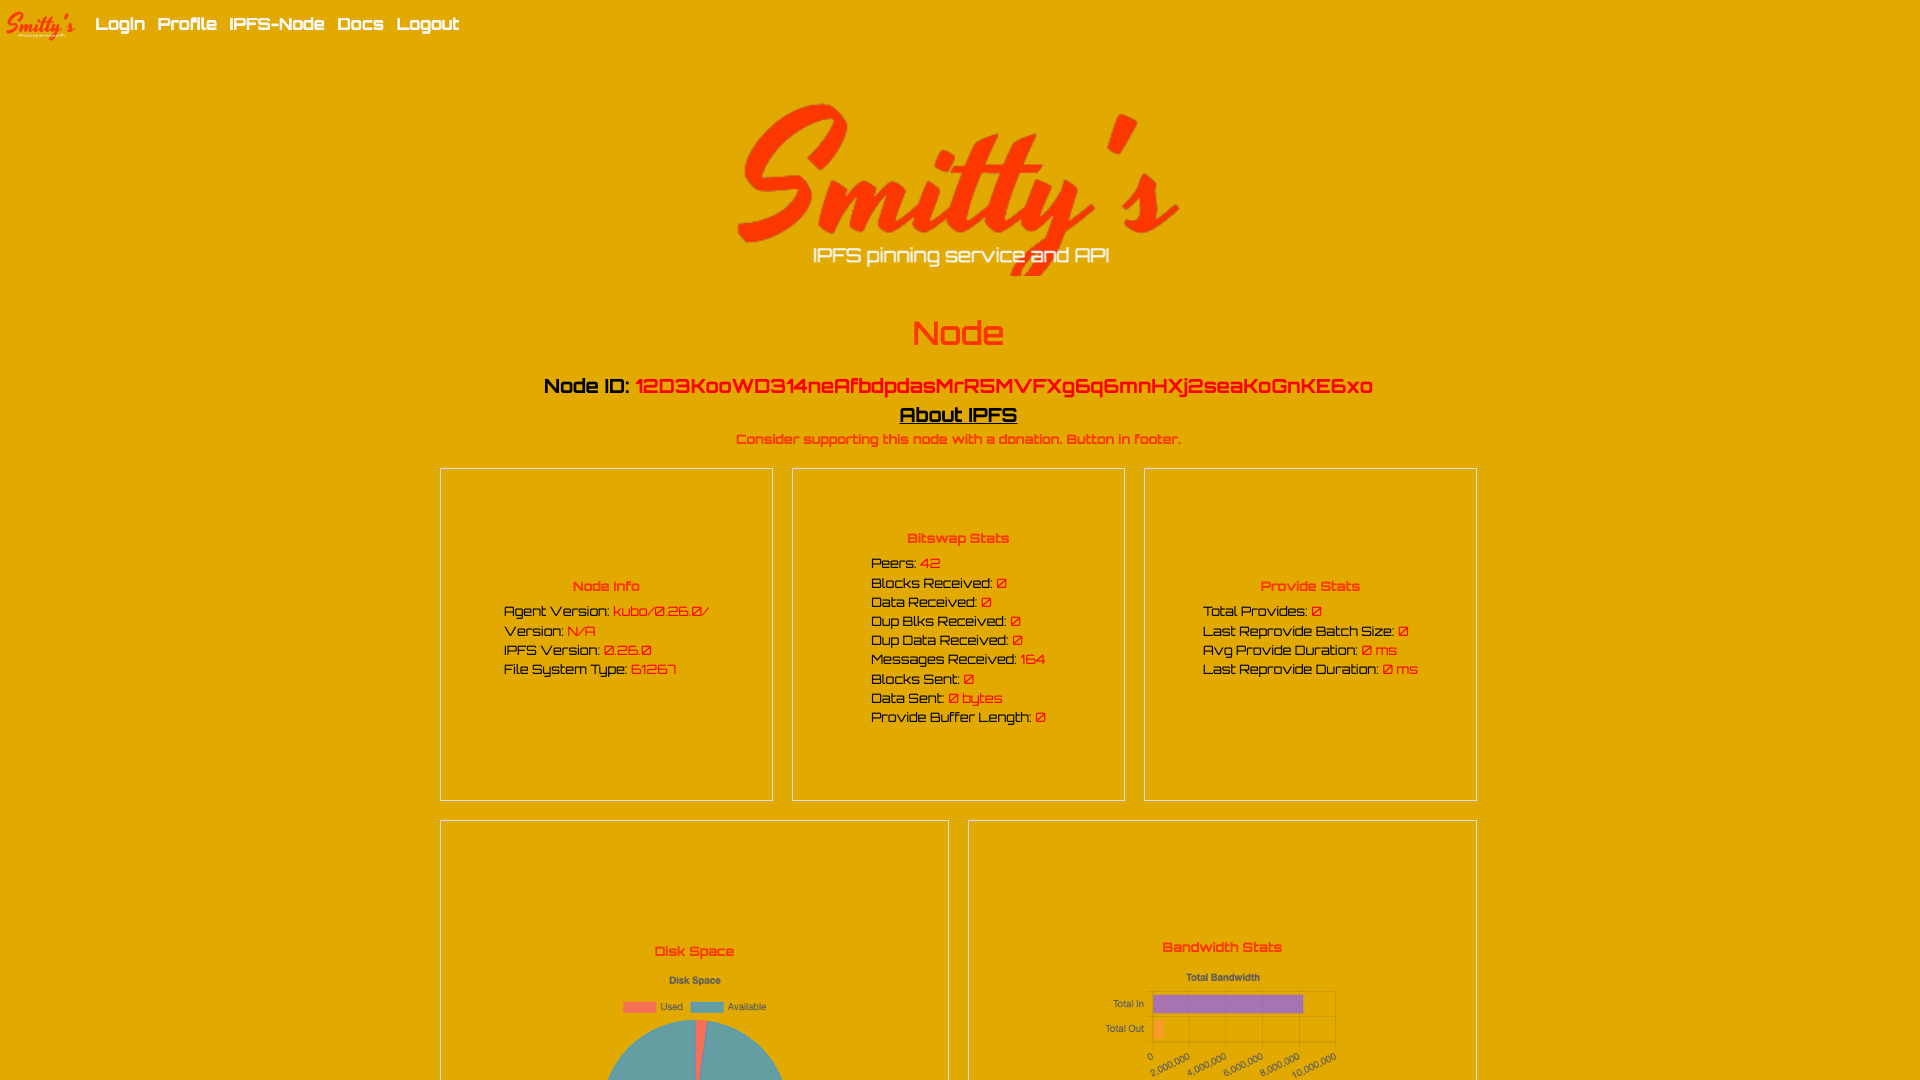 Smitty's
Login Profile IPFS-Node Docs Logout
Smitty's
IPFS pinning service and API
Node
Node ID: 12D3KooWD314neAfbdpdasMrR5MVFXg6q6mnHXj2seaKoGnKE6xo
About IPFS
Consider supporting this node with a donation. Button in footer.
Node Info
Agent Version: kubo/0.26.0/
Version: N/A
IPFS Version: 0.26.0
File System Type: 61267
Bitswap Stats
Peers: 42
Blocks Received: 0
Data Received: 0
Dup Blks Received: 0
Dup Data Received: 0
Messages Received: 164
Blocks Sent: 0
Data Sent: 0 bytes
Provide Buffer Length: 0
Provide Stats
Total Provides: 0
Last Reprovide Batch Size: 0
Avg Provide Duration: 0 ms
Last Reprovide Duration: 0 ms
Disk Space
Disk Space
Used Available
Bandwidth Stats
Total Bandwidth
Total In
Total Out
0 2,000,000 4,000,000 6,000,000 8,000,000 10,000,000